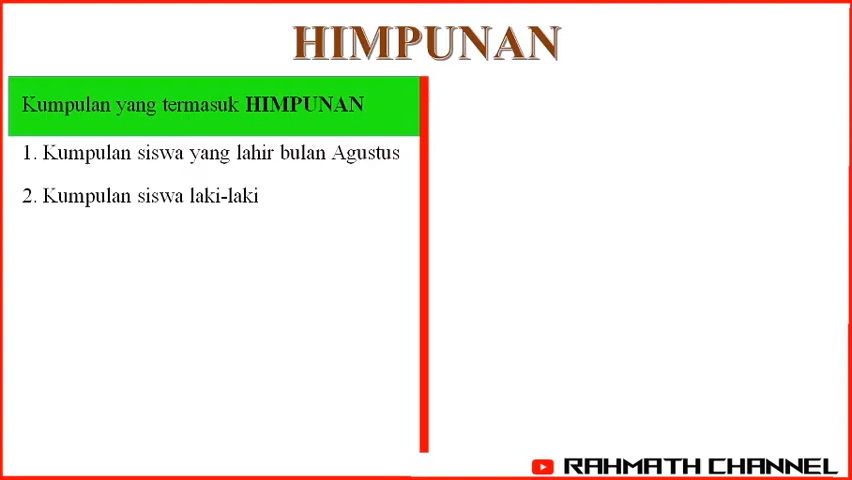 HIMPUNAN
Kumpulan yang termasuk HIMPUNAN
1. Kumpulan siswa yang lahir bulan Agustus
2. Kumpulan siswa laki-laki
RAHMATH CHANNEL